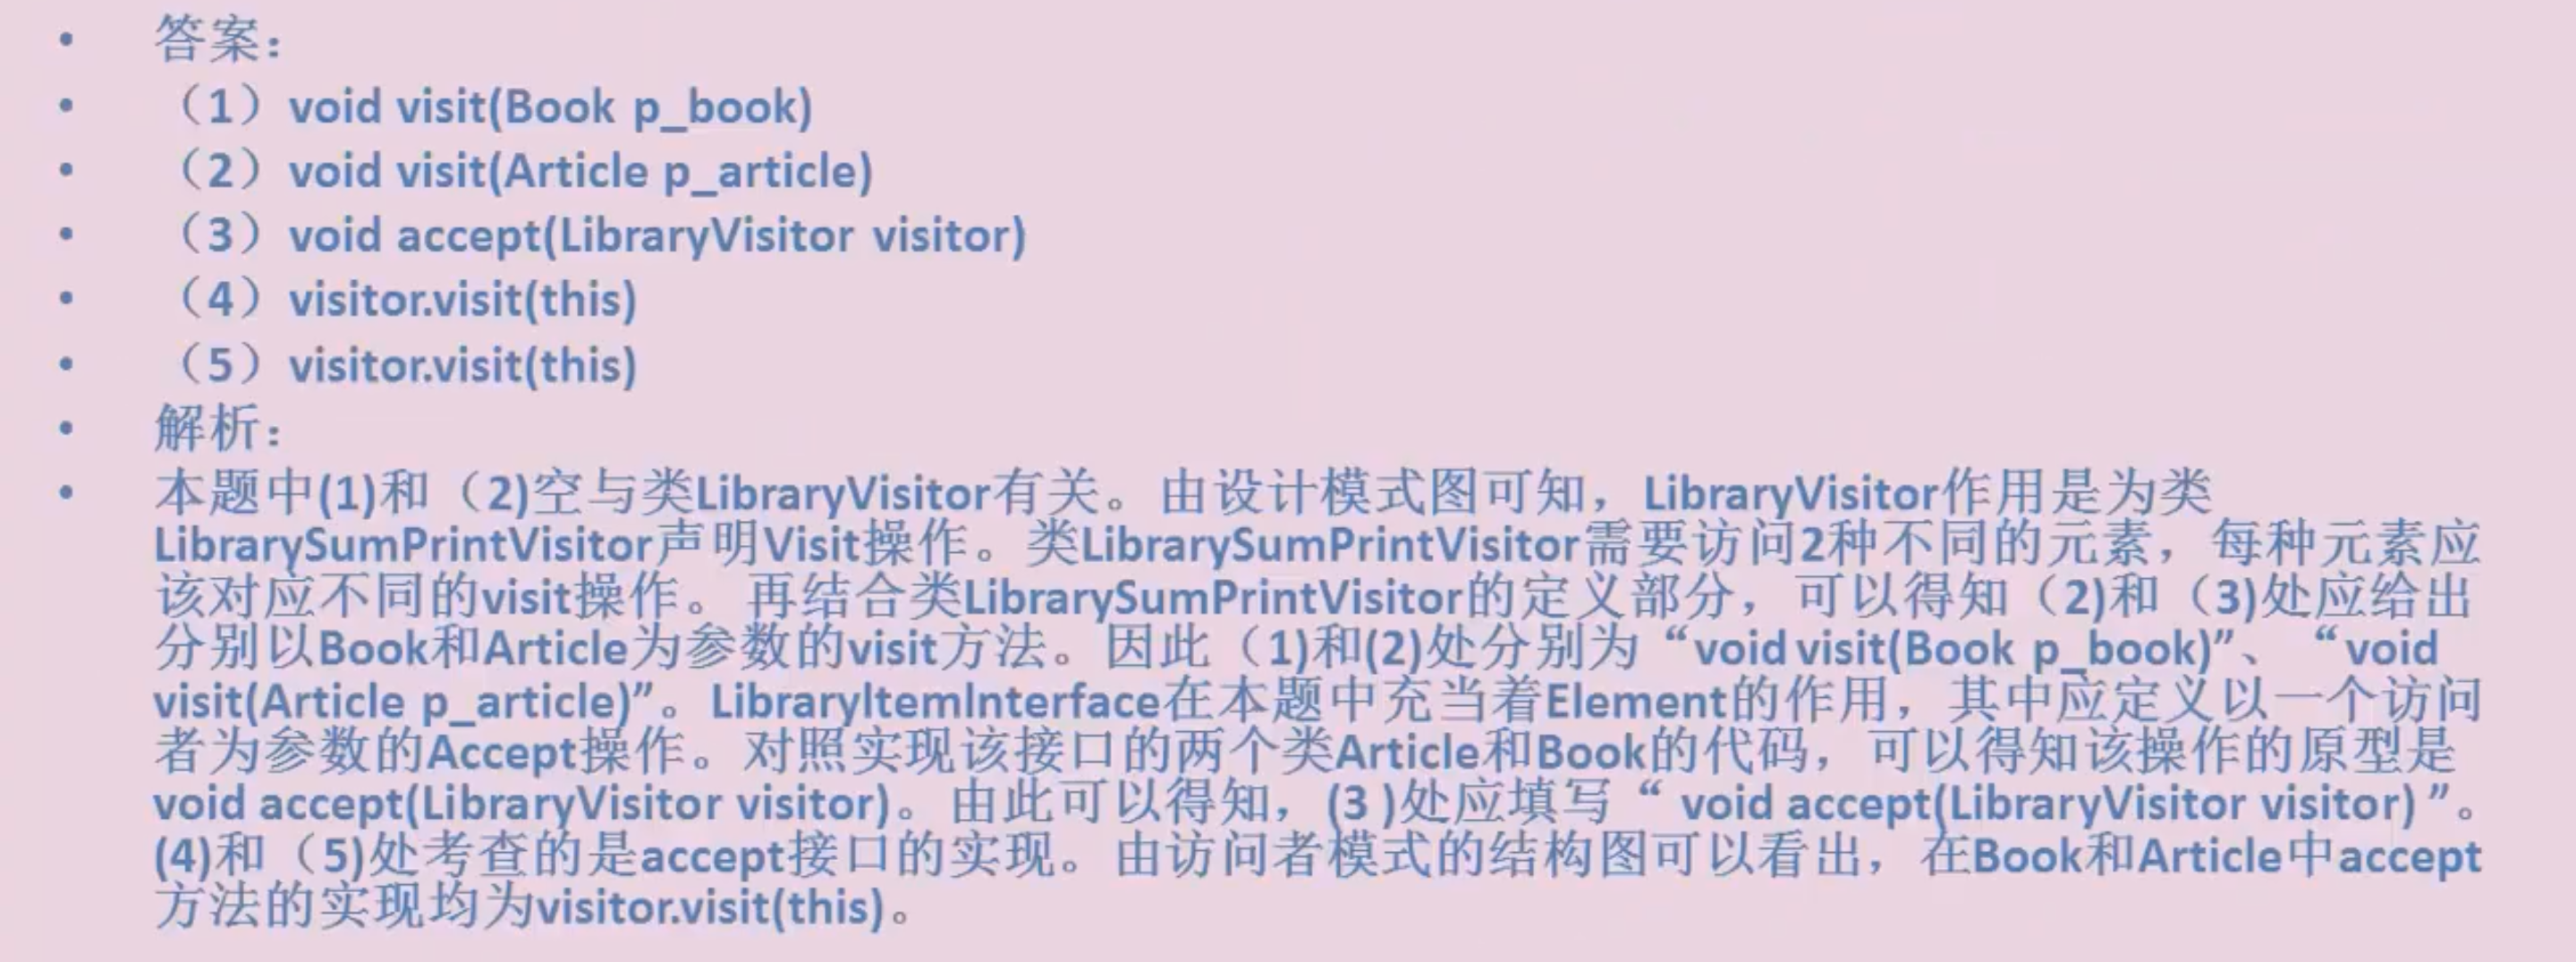 • 答案：
• （1）void visit(Book p_book)
• （2）void visit(Article p_article)
• （3）void accept(LibraryVisitor visitor)
• （4）visitor.visit(this)
• （5）visitor.visit(this)
• 解析：
• 本题中(1)和（2)空与类LibraryVisitor有关。由设计模式图可知，LibraryVisitor作用是为类
LibrarySumPrintVisitor声明Visit操作。类LibrarySumPrintVisitor需要访问2种不同的元素，每种元素应
该对应不同的visit操作。再结合类LibrarySumPrintVisitor的定义部分，可以得知（2)和（3)处应给出
分别以Book和Article为参数的visit方法。因此（1)和(2)处分别为“void visit(Book p_book)”、“void
visit(Article p_article)”。LibraryItemInterface在本题中充当着Element的作用，其中应定义以一个访问
者为参数的Accept操作。对照实现该接口的两个类Article和Book的代码，可以得知该操作的原型是
void accept(LibraryVisitor visitor)。由此可以得知，(3 )处应填写“ void accept(LibraryVisitor visitor) ”。
(4)和（5)处考查的是accept接口的实现。由访问者模式的结构图可以看出，在Book和Article中accept
方法的实现均为visitor.visit(this)。